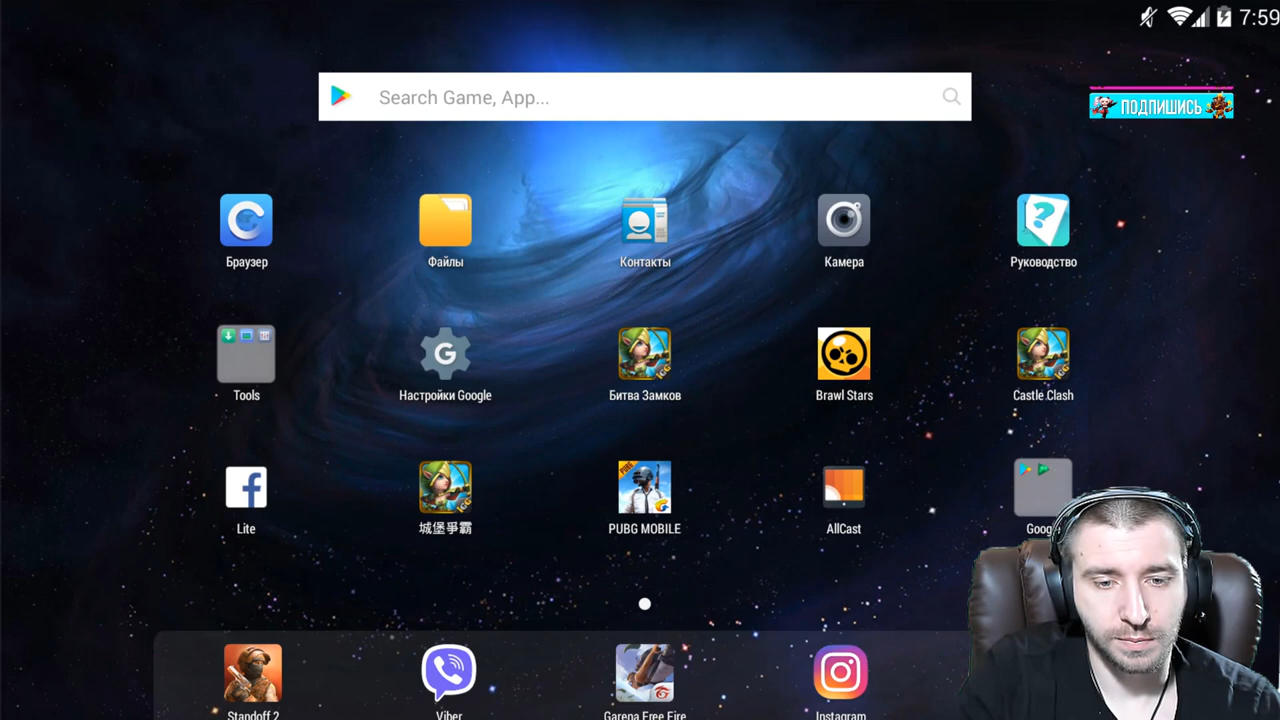 7:59
Search Game, App...
ПОДПИШИСЬ
Браузер
Файлы
Контакты
Камера
Руководство
Tools
Настройки Google
Битва Замков
Brawl Stars
Castle Clash
Lite
城堡爭霸
PUBG MOBILE
AllCast
Goog
Standoff 2
Viber
Garena Free Fire
Instagram